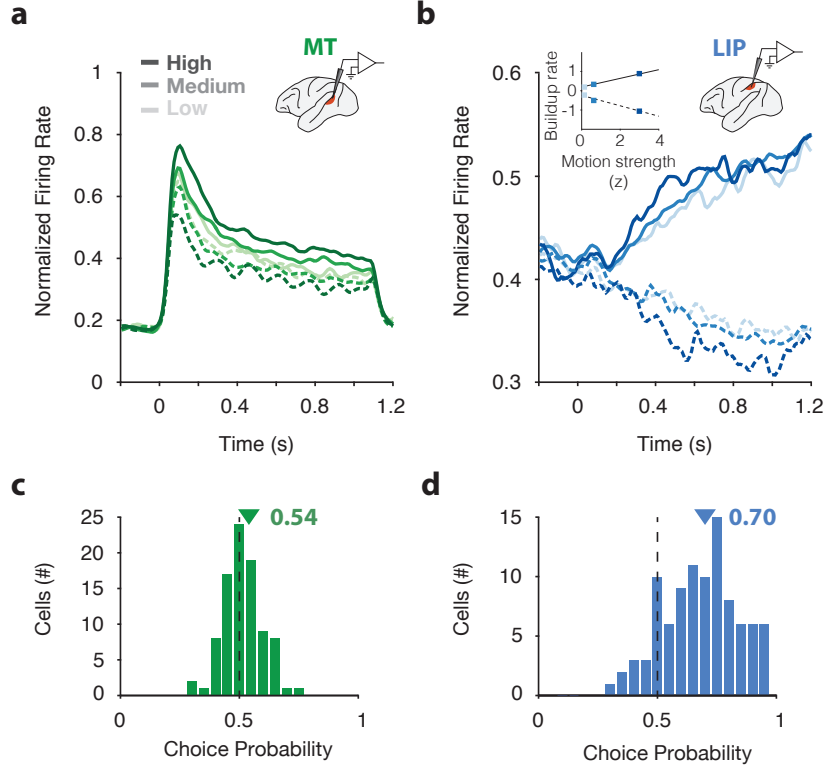 a
MT
High
Medium
Low
Normalized Firing Rate
1
0.8
0.6
0.4
0.2
0
0
0.4
0.8
1.2
Time (s)
b
LIP
Buildup rate
1
0
-1
0
2
4
Motion strength
(z)
Normalized Firing Rate
0.6
0.5
0.4
0.3
0
0.4
0.8
1.2
Time (s)
c
0.54
Cells (#)
25
20
15
10
5
0
0
0.5
1
Choice Probability
d
0.70
Cells (#)
15
10
5
0
0
0.5
1
Choice Probability